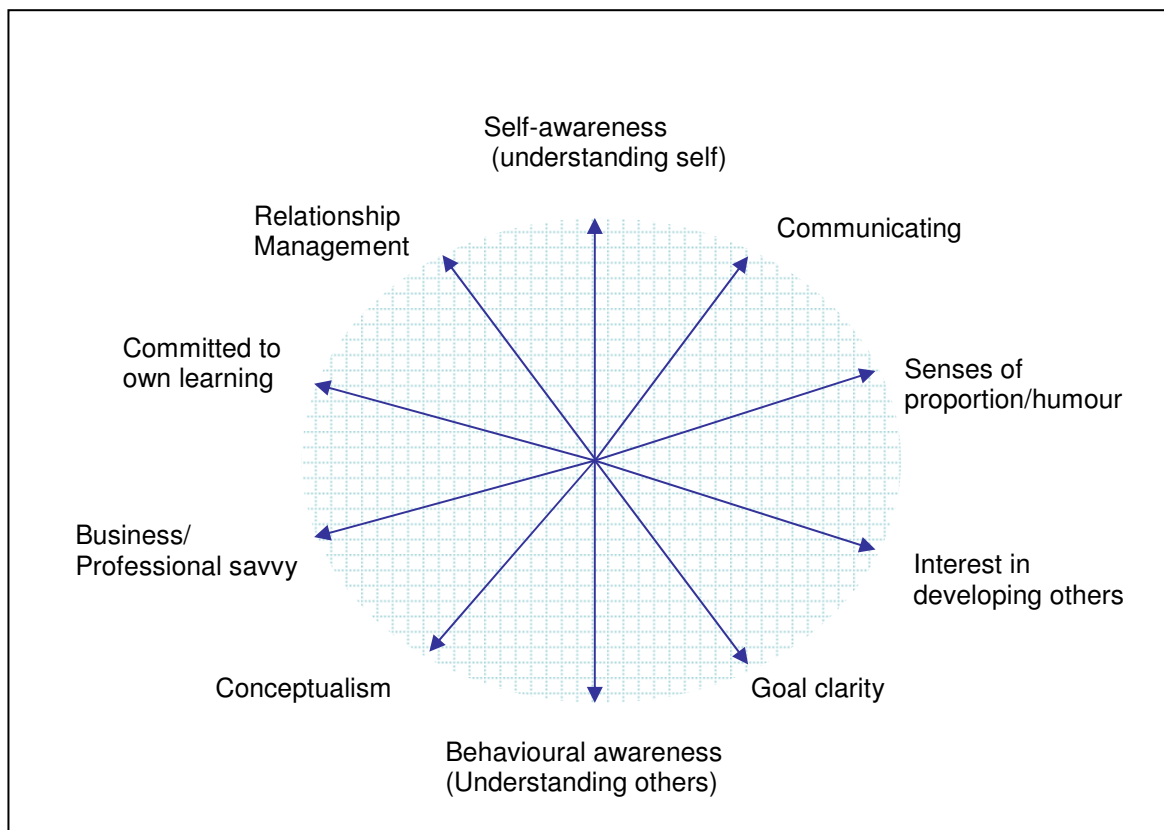 Self-awareness
(understanding self)
Relationship
Management
Communicating
Committed to
own learning
Senses of
proportion/humour
Business/
Professional savvy
Interest in
developing others
Conceptualism
Goal clarity
Behavioural awareness
(Understanding others)